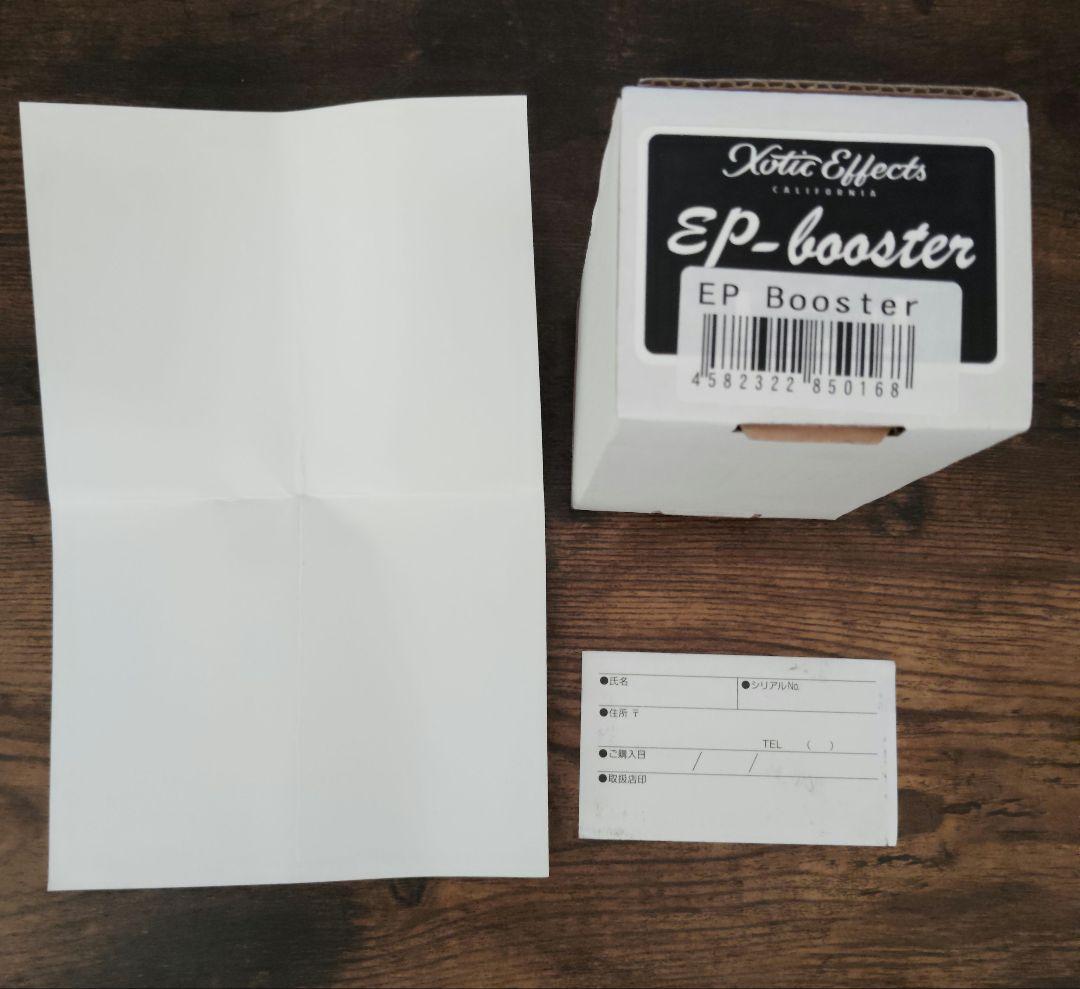 Xotic Effects
CALIFORNIA
EP-booster
EP Booster
4582322 850168
●氏名
●シリアルNo.
●住所 〒
TEL ( )
●ご購入日 / /
●取扱店印